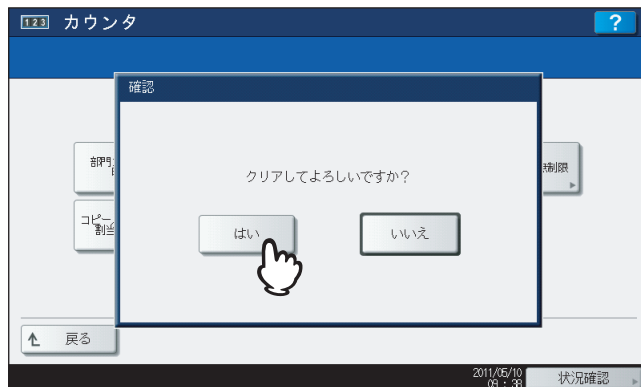 123 カウンタ
?
確認
部門
無制限
クリアしてよろしいですか?
コピー
割当
はい
いいえ
戻る
2011/05/10
09:38
状況確認